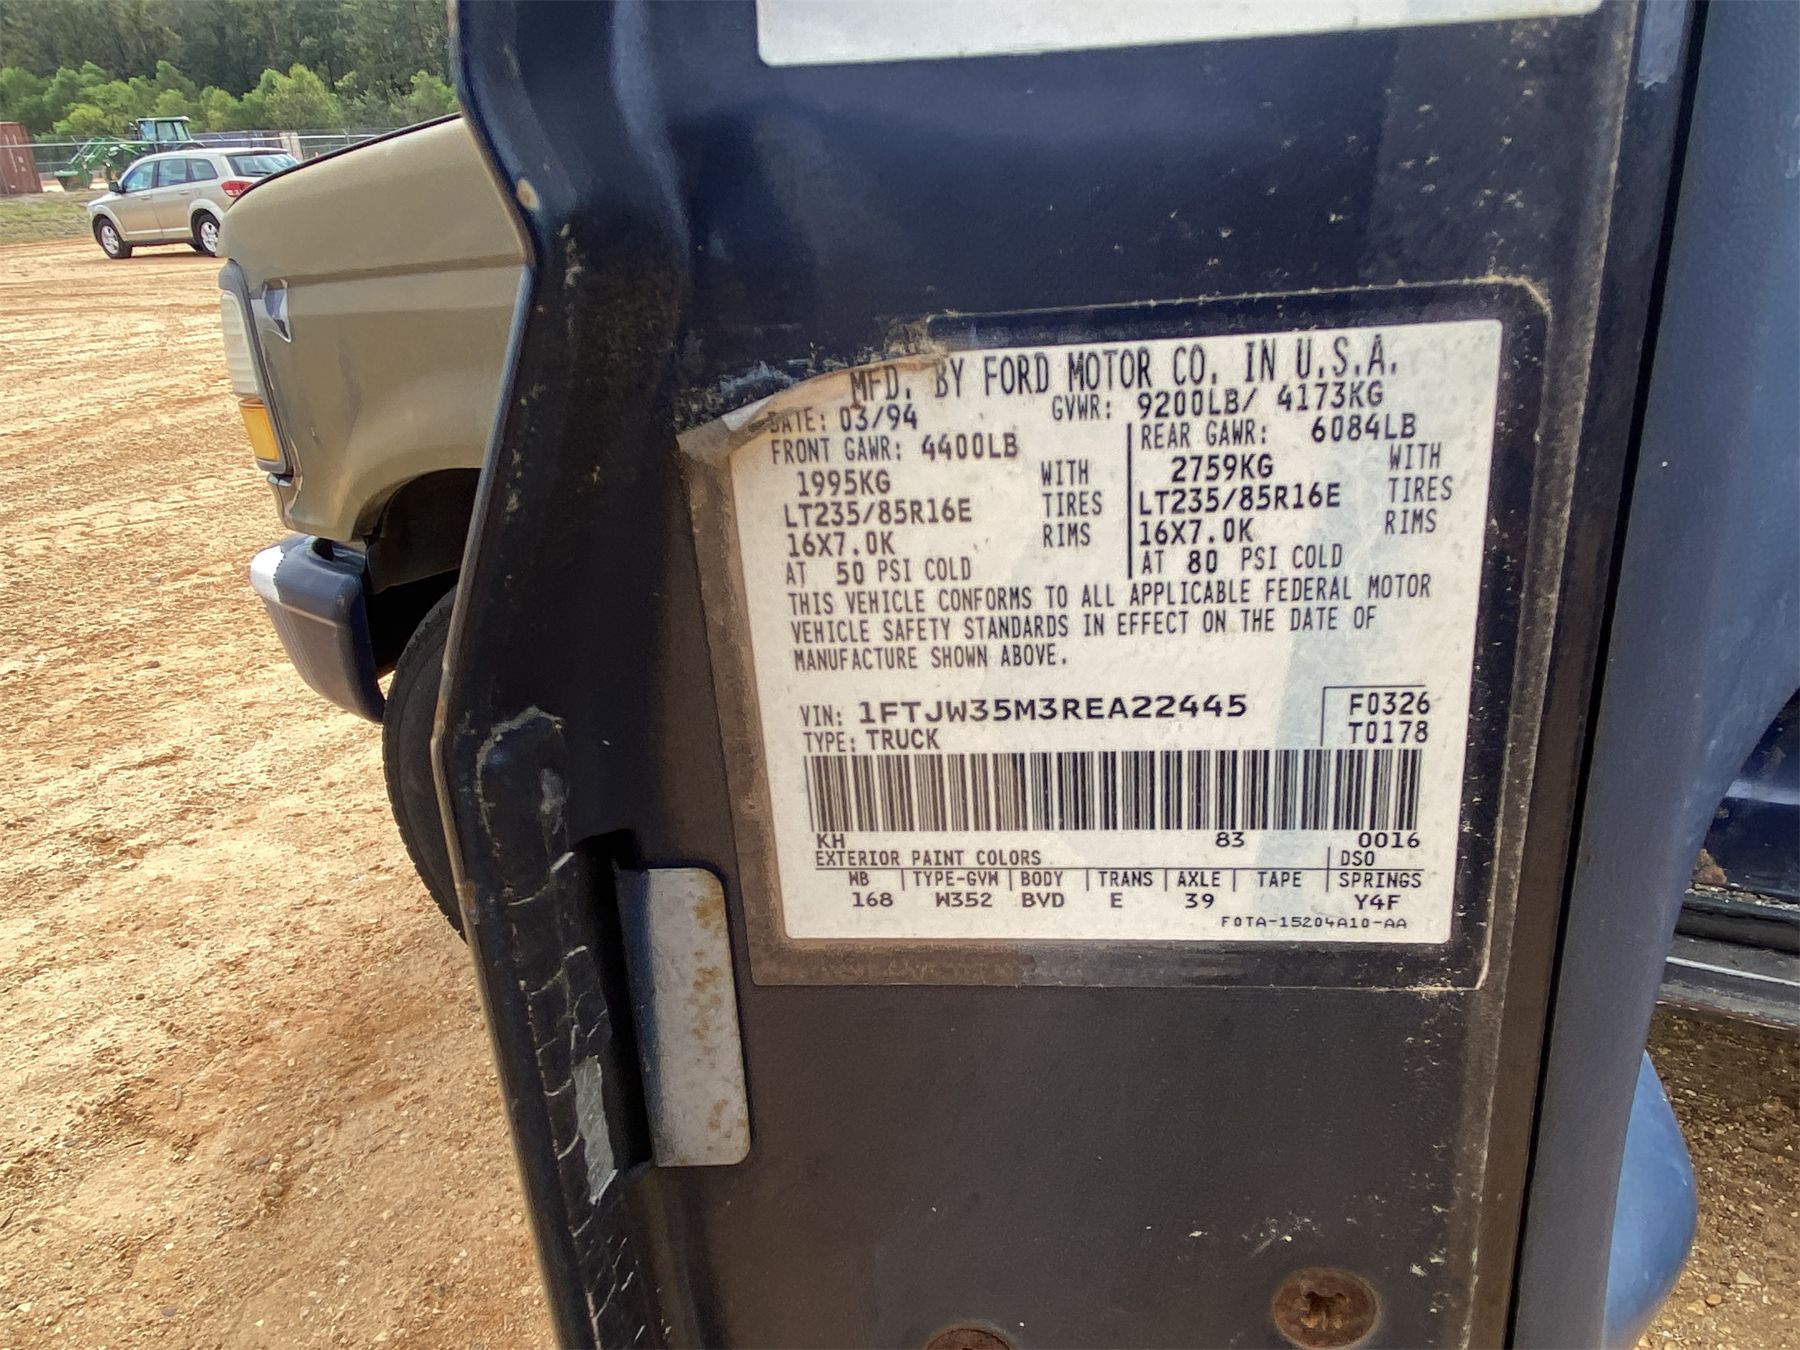 MFD. BY FORD MOTOR CO. IN U.S.A.
DATE: 03/94 GVWR: 9200LB/ 4173KG
FRONT GAWR: 4400LB REAR GAWR: 6084LB
1995KG WITH 2759KG WITH
LT235/85R16E TIRES LT235/85R16E TIRES
16X7.0K RIMS 16X7.0K RIMS
AT 50 PSI COLD AT 80 PSI COLD
THIS VEHICLE CONFORMS TO ALL APPLICABLE FEDERAL MOTOR
VEHICLE SAFETY STANDARDS IN EFFECT ON THE DATE OF
MANUFACTURE SHOWN ABOVE.
VIN: 1FTJW35M3REA22445 F0326
TYPE: TRUCK T0178
KH 83 0016
EXTERIOR PAINT COLORS DSO
WB TYPE-GVW BODY TRANS AXLE TAPE SPRINGS
168 W352 BVD E 39 Y4F
F0TA-15204A10-AA